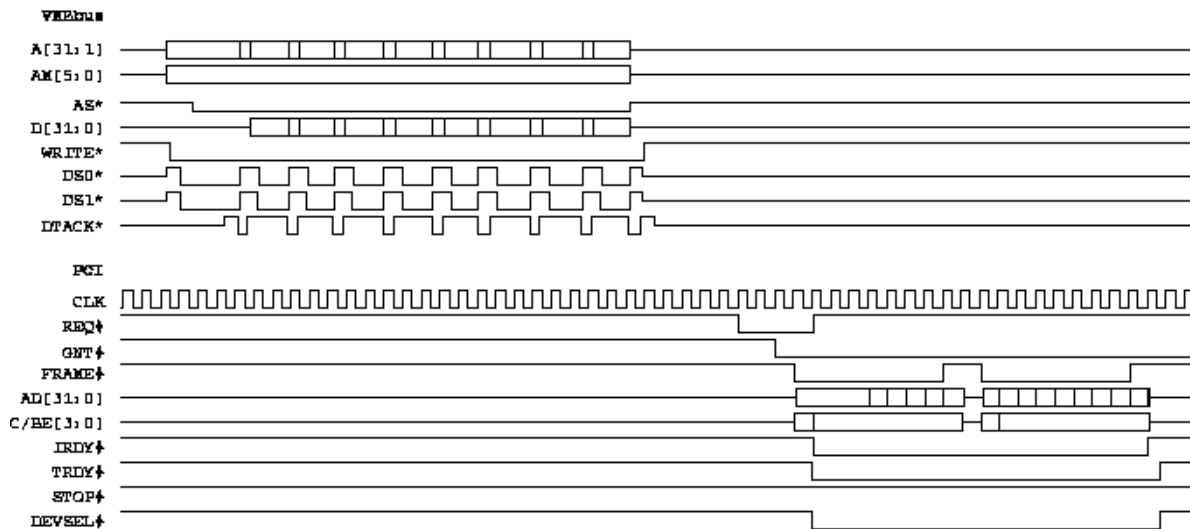 VMEbus
A[31:1]
AM[5:0]
AS*
D[31:0]
WRITE*
DS0*
DS1*
DTACK*
PCI
CLK
REQ#
GNT#
FRAME#
AD[31:0]
C/BE[3:0]
IRDY#
TRDY#
STOP#
DEVSEL#